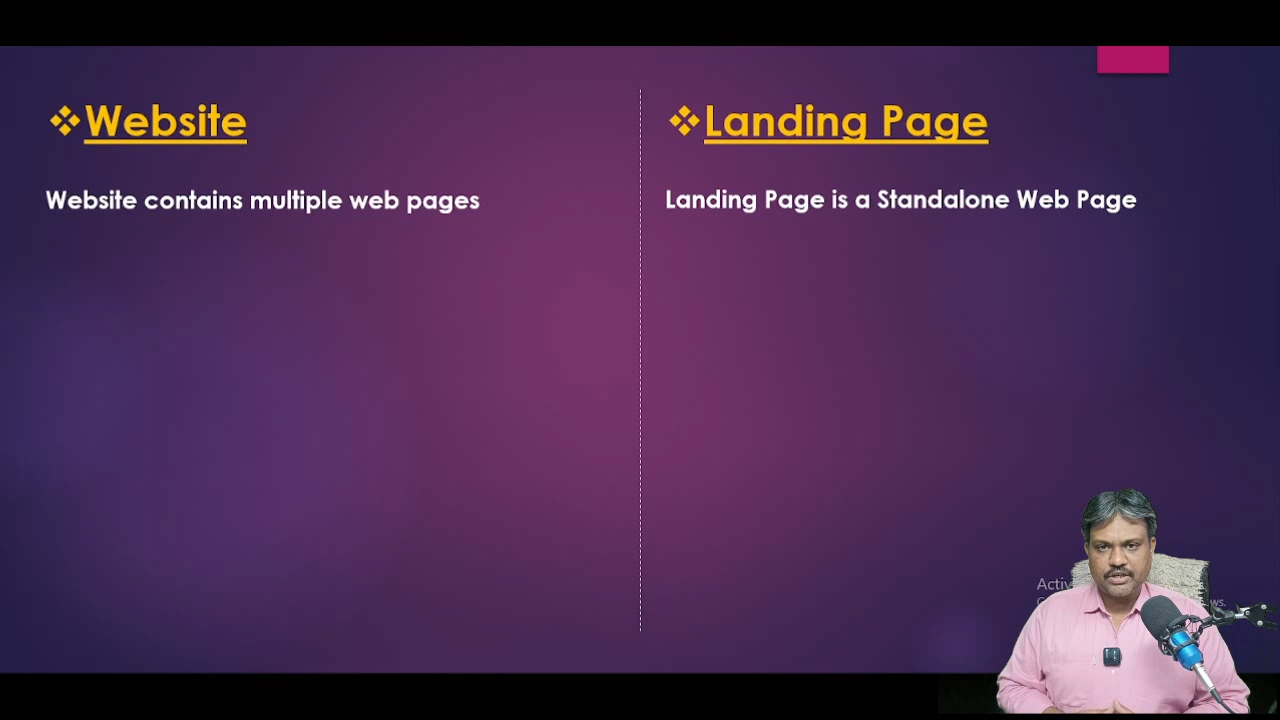 ❖Website
Website contains multiple web pages
❖Landing Page
Landing Page is a Standalone Web Page